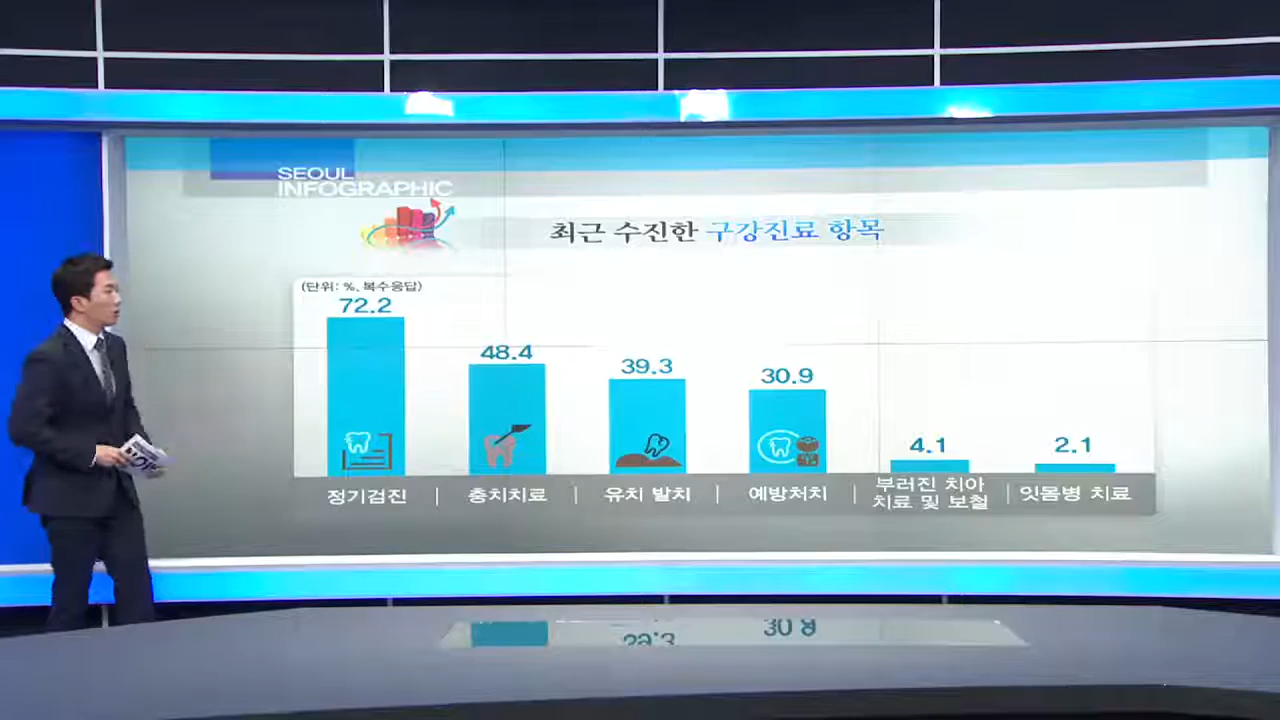 SEOUL
INFOGRAPHIC
최근 수진한 구강진료 항목
(단위: %, 복수응답)
72.2
48.4
39.3
30.9
4.1
2.1
정기검진 | 충치치료 | 유치 발치 | 예방처치 | 부러진 치아 치료 및 보철 | 잇몸병 치료